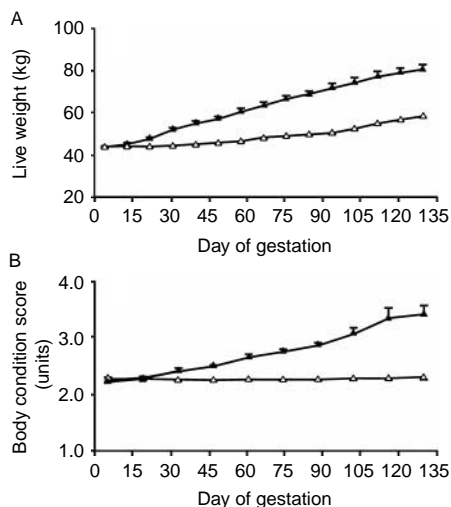 A
Live weight (kg)
100
80
60
40
20
0 15 30 45 60 75 90 105 120 135
Day of gestation
B
Body condition score
(units)
4.0
3.0
2.0
1.0
0 15 30 45 60 75 90 105 120 135
Day of gestation